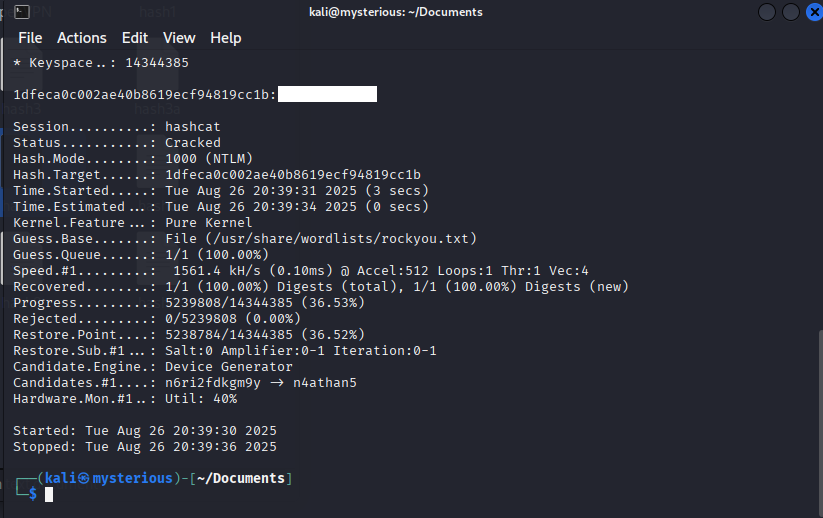 kali@mysterious: ~/Documents
File Actions Edit View Help
* Keyspace..: 14344385
1dfeca0c002ae40b8619ecf94819cc1b:
Session..........: hashcat
Status...........: Cracked
Hash.Mode........: 1000 (NTLM)
Hash.Target......: 1dfeca0c002ae40b8619ecf94819cc1b
Time.Started.....: Tue Aug 26 20:39:31 2025 (3 secs)
Time.Estimated...: Tue Aug 26 20:39:34 2025 (0 secs)
Kernel.Feature...: Pure Kernel
Guess.Base.......: File (/usr/share/wordlists/rockyou.txt)
Guess.Queue......: 1/1 (100.00%)
Speed.#1.........:  1561.4 kH/s (0.10ms) @ Accel:512 Loops:1 Thr:1 Vec:4
Recovered........: 1/1 (100.00%) Digests (total), 1/1 (100.00%) Digests (new)
Progress.........: 5239808/14344385 (36.53%)
Rejected.........: 0/5239808 (0.00%)
Restore.Point....: 5238784/14344385 (36.52%)
Restore.Sub.#1...: Salt:0 Amplifier:0-1 Iteration:0-1
Candidate.Engine.: Device Generator
Candidates.#1....: n6ri2fdkgm9y -> n4athan5
Hardware.Mon.#1..: Util: 40%
Started: Tue Aug 26 20:39:30 2025
Stopped: Tue Aug 26 20:39:36 2025
┌──(kali㉿mysterious)-[~/Documents]
└─$